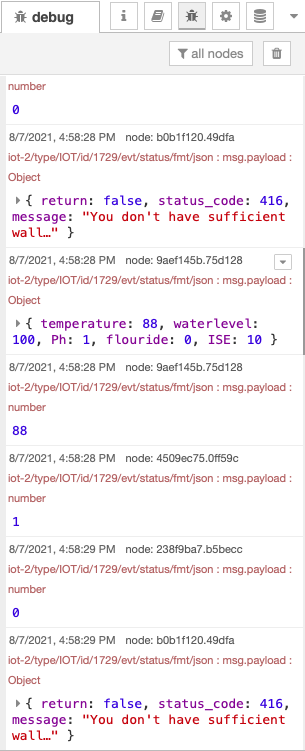 debug
i
all nodes
number
0
8/7/2021, 4:58:28 PM node: b0b1f120.49dfa
iot-2/type/IOT/id/1729/evt/status/fmt/json : msg.payload :
Object
{ return: false, status_code: 416,
message: "You don't have sufficient
wall…" }
8/7/2021, 4:58:28 PM node: 9aef145b.75d128
iot-2/type/IOT/id/1729/evt/status/fmt/json : msg.payload :
Object
{ temperature: 88, waterlevel:
100, Ph: 1, flouride: 0, ISE: 10 }
8/7/2021, 4:58:28 PM node: 9aef145b.75d128
iot-2/type/IOT/id/1729/evt/status/fmt/json : msg.payload :
number
88
8/7/2021, 4:58:28 PM node: 4509ec75.0ff59c
iot-2/type/IOT/id/1729/evt/status/fmt/json : msg.payload :
number
1
8/7/2021, 4:58:29 PM node: 238f9ba7.b5becc
iot-2/type/IOT/id/1729/evt/status/fmt/json : msg.payload :
number
0
8/7/2021, 4:58:29 PM node: b0b1f120.49dfa
iot-2/type/IOT/id/1729/evt/status/fmt/json : msg.payload :
Object
{ return: false, status_code: 416,
message: "You don't have sufficient
wall…" }